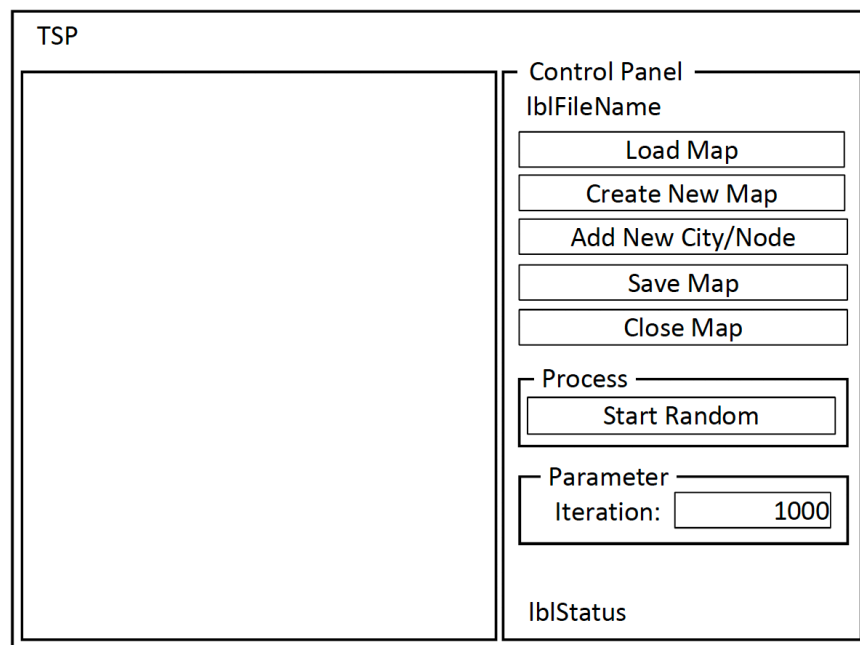 TSP
Control Panel
lblFileName
Load Map
Create New Map
Add New City/Node
Save Map
Close Map
Process
Start Random
Parameter
Iteration: 1000
lblStatus